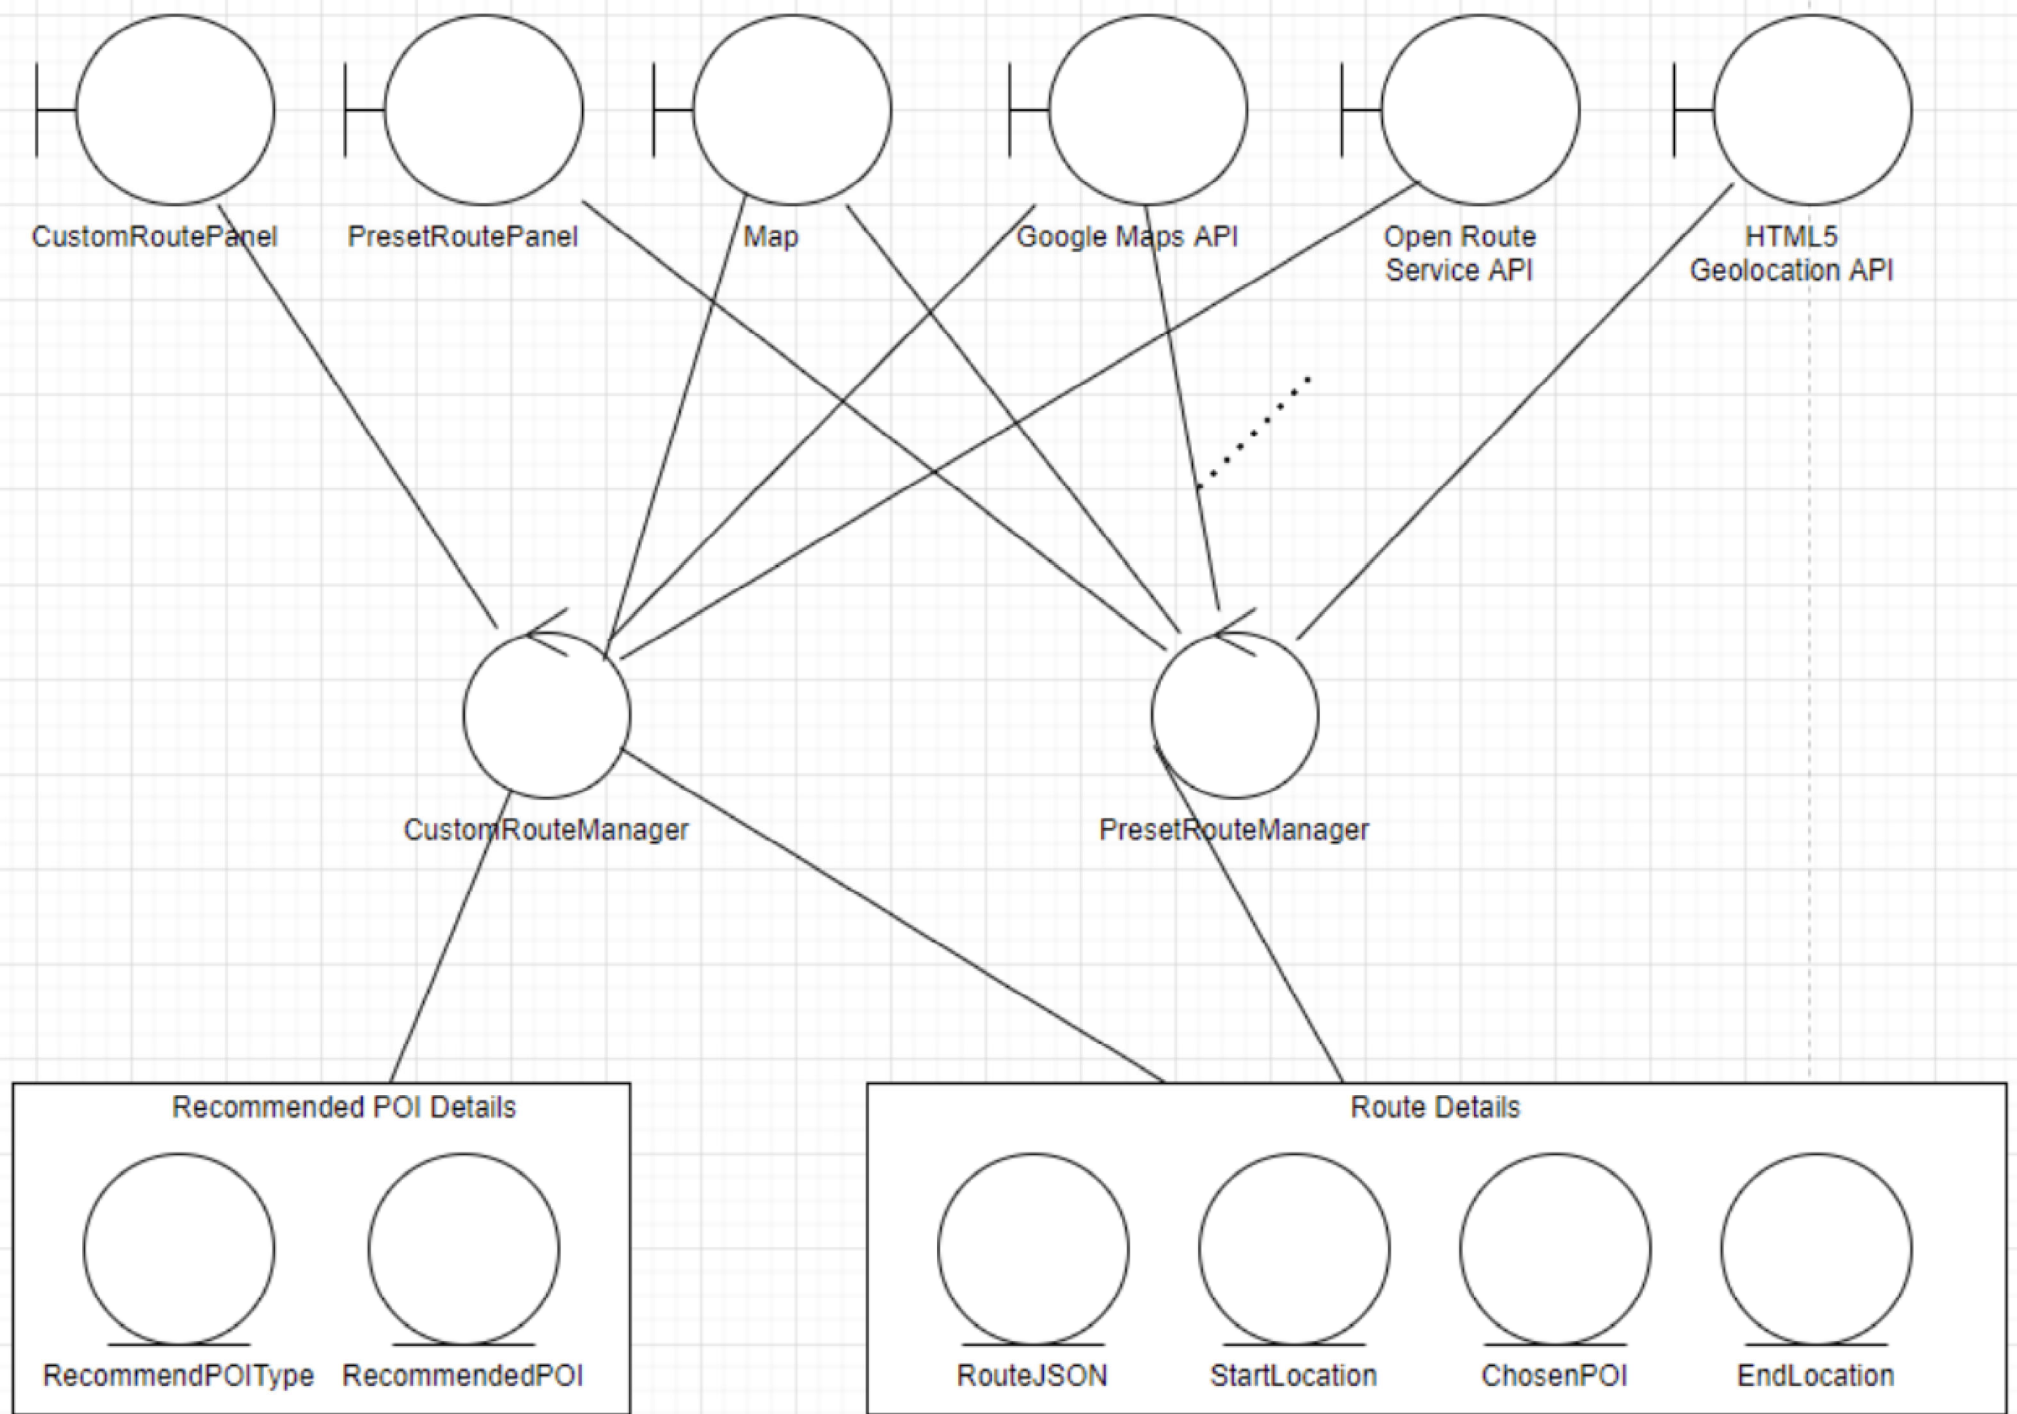 CustomRoutePanel
PresetRoutePanel
Map
Google Maps API
Open Route
Service API
HTML5
Geolocation API
CustomRouteManager
PresetRouteManager
Recommended POI Details
RecommendPOIType
RecommendedPOI
Route Details
RouteJSON
StartLocation
ChosenPOI
EndLocation